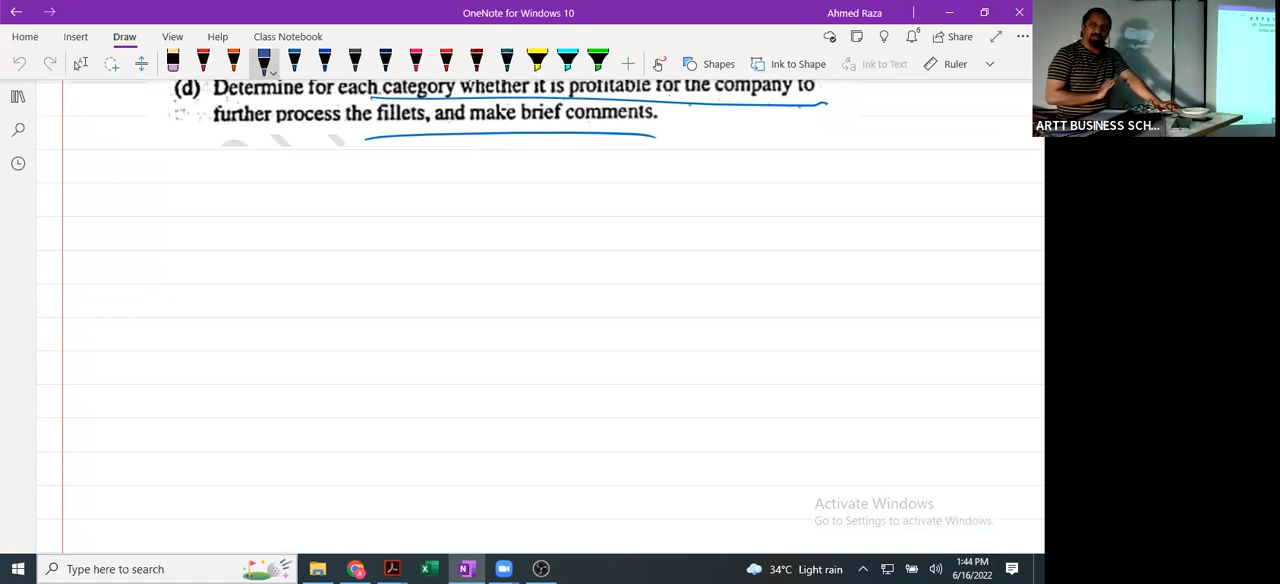 OneNote for Windows 10
Ahmed Raza
Home Insert Draw View Help Class Notebook
Shapes Ink to Shape Ink to Text Ruler
6 Share
(d) Determine for each category whether it is profitable for the company to
further process the fillets, and make brief comments.
ARTT BUSINESS SCH...
Activate Windows
Go to Settings to activate Windows.
Type here to search
34°C Light rain
1:44 PM
6/16/2022